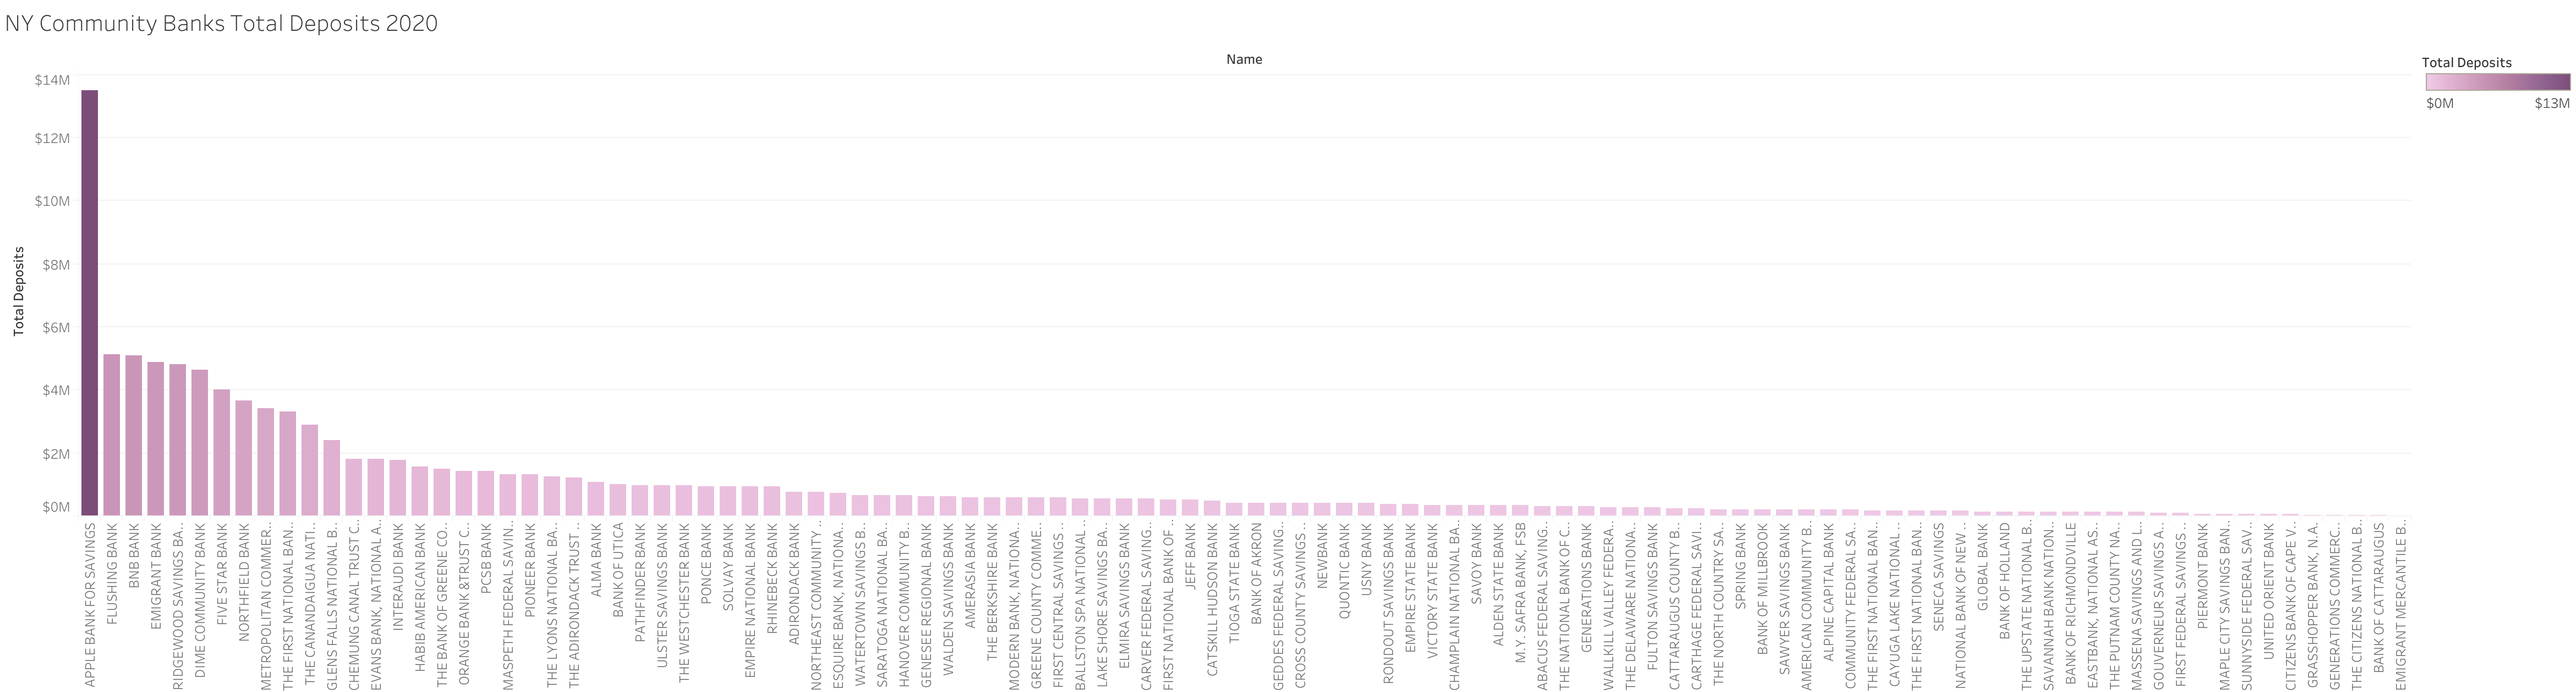 NY Community Banks Total Deposits 2020
Name
Total Deposits
$0M
$13M
Total Deposits
$14M
$12M
$10M
$8M
$6M
$4M
$2M
$0M
APPLE BANK FOR SAVINGS
FLUSHING BANK
BNB BANK
EMIGRANT BANK
RIDGEWOOD SAVINGS BA..
DIME COMMUNITY BANK
FIVE STAR BANK
NORTHFIELD BANK
METROPOLITAN COMMER..
THE FIRST NATIONAL BAN..
THE CANANDAIGUA NATI..
GLENS FALLS NATIONAL B..
CHEMUNG CANAL TRUST C..
EVANS BANK, NATIONAL A..
INTERAUDI BANK
HABIB AMERICAN BANK
THE BANK OF GREENE CO..
ORANGE BANK &TRUST C..
PCSB BANK
MASPETH FEDERAL SAVIN..
PIONEER BANK
THE LYONS NATIONAL BA..
THE ADIRONDACK TRUST ..
ALMA BANK
BANK OF UTICA
PATHFINDER BANK
ULSTER SAVINGS BANK
THE WESTCHESTER BANK
PONCE BANK
SOLVAY BANK
EMPIRE NATIONAL BANK
RHINEBECK BANK
ADIRONDACK BANK
NORTHEAST COMMUNITY ..
ESQUIRE BANK, NATIONA..
WATERTOWN SAVINGS B..
SARATOGA NATIONAL BA..
HANOVER COMMUNITY B..
GENESEE REGIONAL BANK
WALDEN SAVINGS BANK
AMERASIA BANK
THE BERKSHIRE BANK
MODERN BANK, NATIONA..
GREENE COUNTY COMME..
FIRST CENTRAL SAVINGS ..
BALLSTON SPA NATIONAL ..
LAKE SHORE SAVINGS BA..
ELMIRA SAVINGS BANK
CARVER FEDERAL SAVING..
FIRST NATIONAL BANK OF ..
JEFF BANK
CATSKILL HUDSON BANK
TIOGA STATE BANK
BANK OF AKRON
GEDDES FEDERAL SAVING..
CROSS COUNTY SAVINGS ..
NEWBANK
QUONTIC BANK
USNY BANK
RONDOUT SAVINGS BANK
EMPIRE STATE BANK
VICTORY STATE BANK
CHAMPLAIN NATIONAL BA..
SAVOY BANK
ALDEN STATE BANK
M.Y. SAFRA BANK, FSB
ABACUS FEDERAL SAVING..
THE NATIONAL BANK OF C..
GENERATIONS BANK
WALLKILL VALLEY FEDERA..
THE DELAWARE NATIONA..
FULTON SAVINGS BANK
CATTARAUGUS COUNTY B..
CARTHAGE FEDERAL SAVI..
THE NORTH COUNTRY SA..
SPRING BANK
BANK OF MILLBROOK
SAWYER SAVINGS BANK
AMERICAN COMMUNITY B..
ALPINE CAPITAL BANK
COMMUNITY FEDERAL SA..
THE FIRST NATIONAL BAN..
CAYUGA LAKE NATIONAL ..
THE FIRST NATIONAL BAN..
SENECA SAVINGS
NATIONAL BANK OF NEW ..
GLOBAL BANK
BANK OF HOLLAND
THE UPSTATE NATIONAL B..
SAVANNAH BANK NATION..
BANK OF RICHMONDVILLE
EASTBANK, NATIONAL AS..
THE PUTNAM COUNTY NA..
MASSENA SAVINGS AND L..
GOUVERNEUR SAVINGS A..
FIRST FEDERAL SAVINGS ..
PIERMONT BANK
MAPLE CITY SAVINGS BAN..
SUNNYSIDE FEDERAL SAV..
UNITED ORIENT BANK
CITIZENS BANK OF CAPE V..
GRASSHOPPER BANK, N.A.
GENERATIONS COMMERC..
THE CITIZENS NATIONAL B..
BANK OF CATTARAUGUS
EMIGRANT MERCANTILE B..